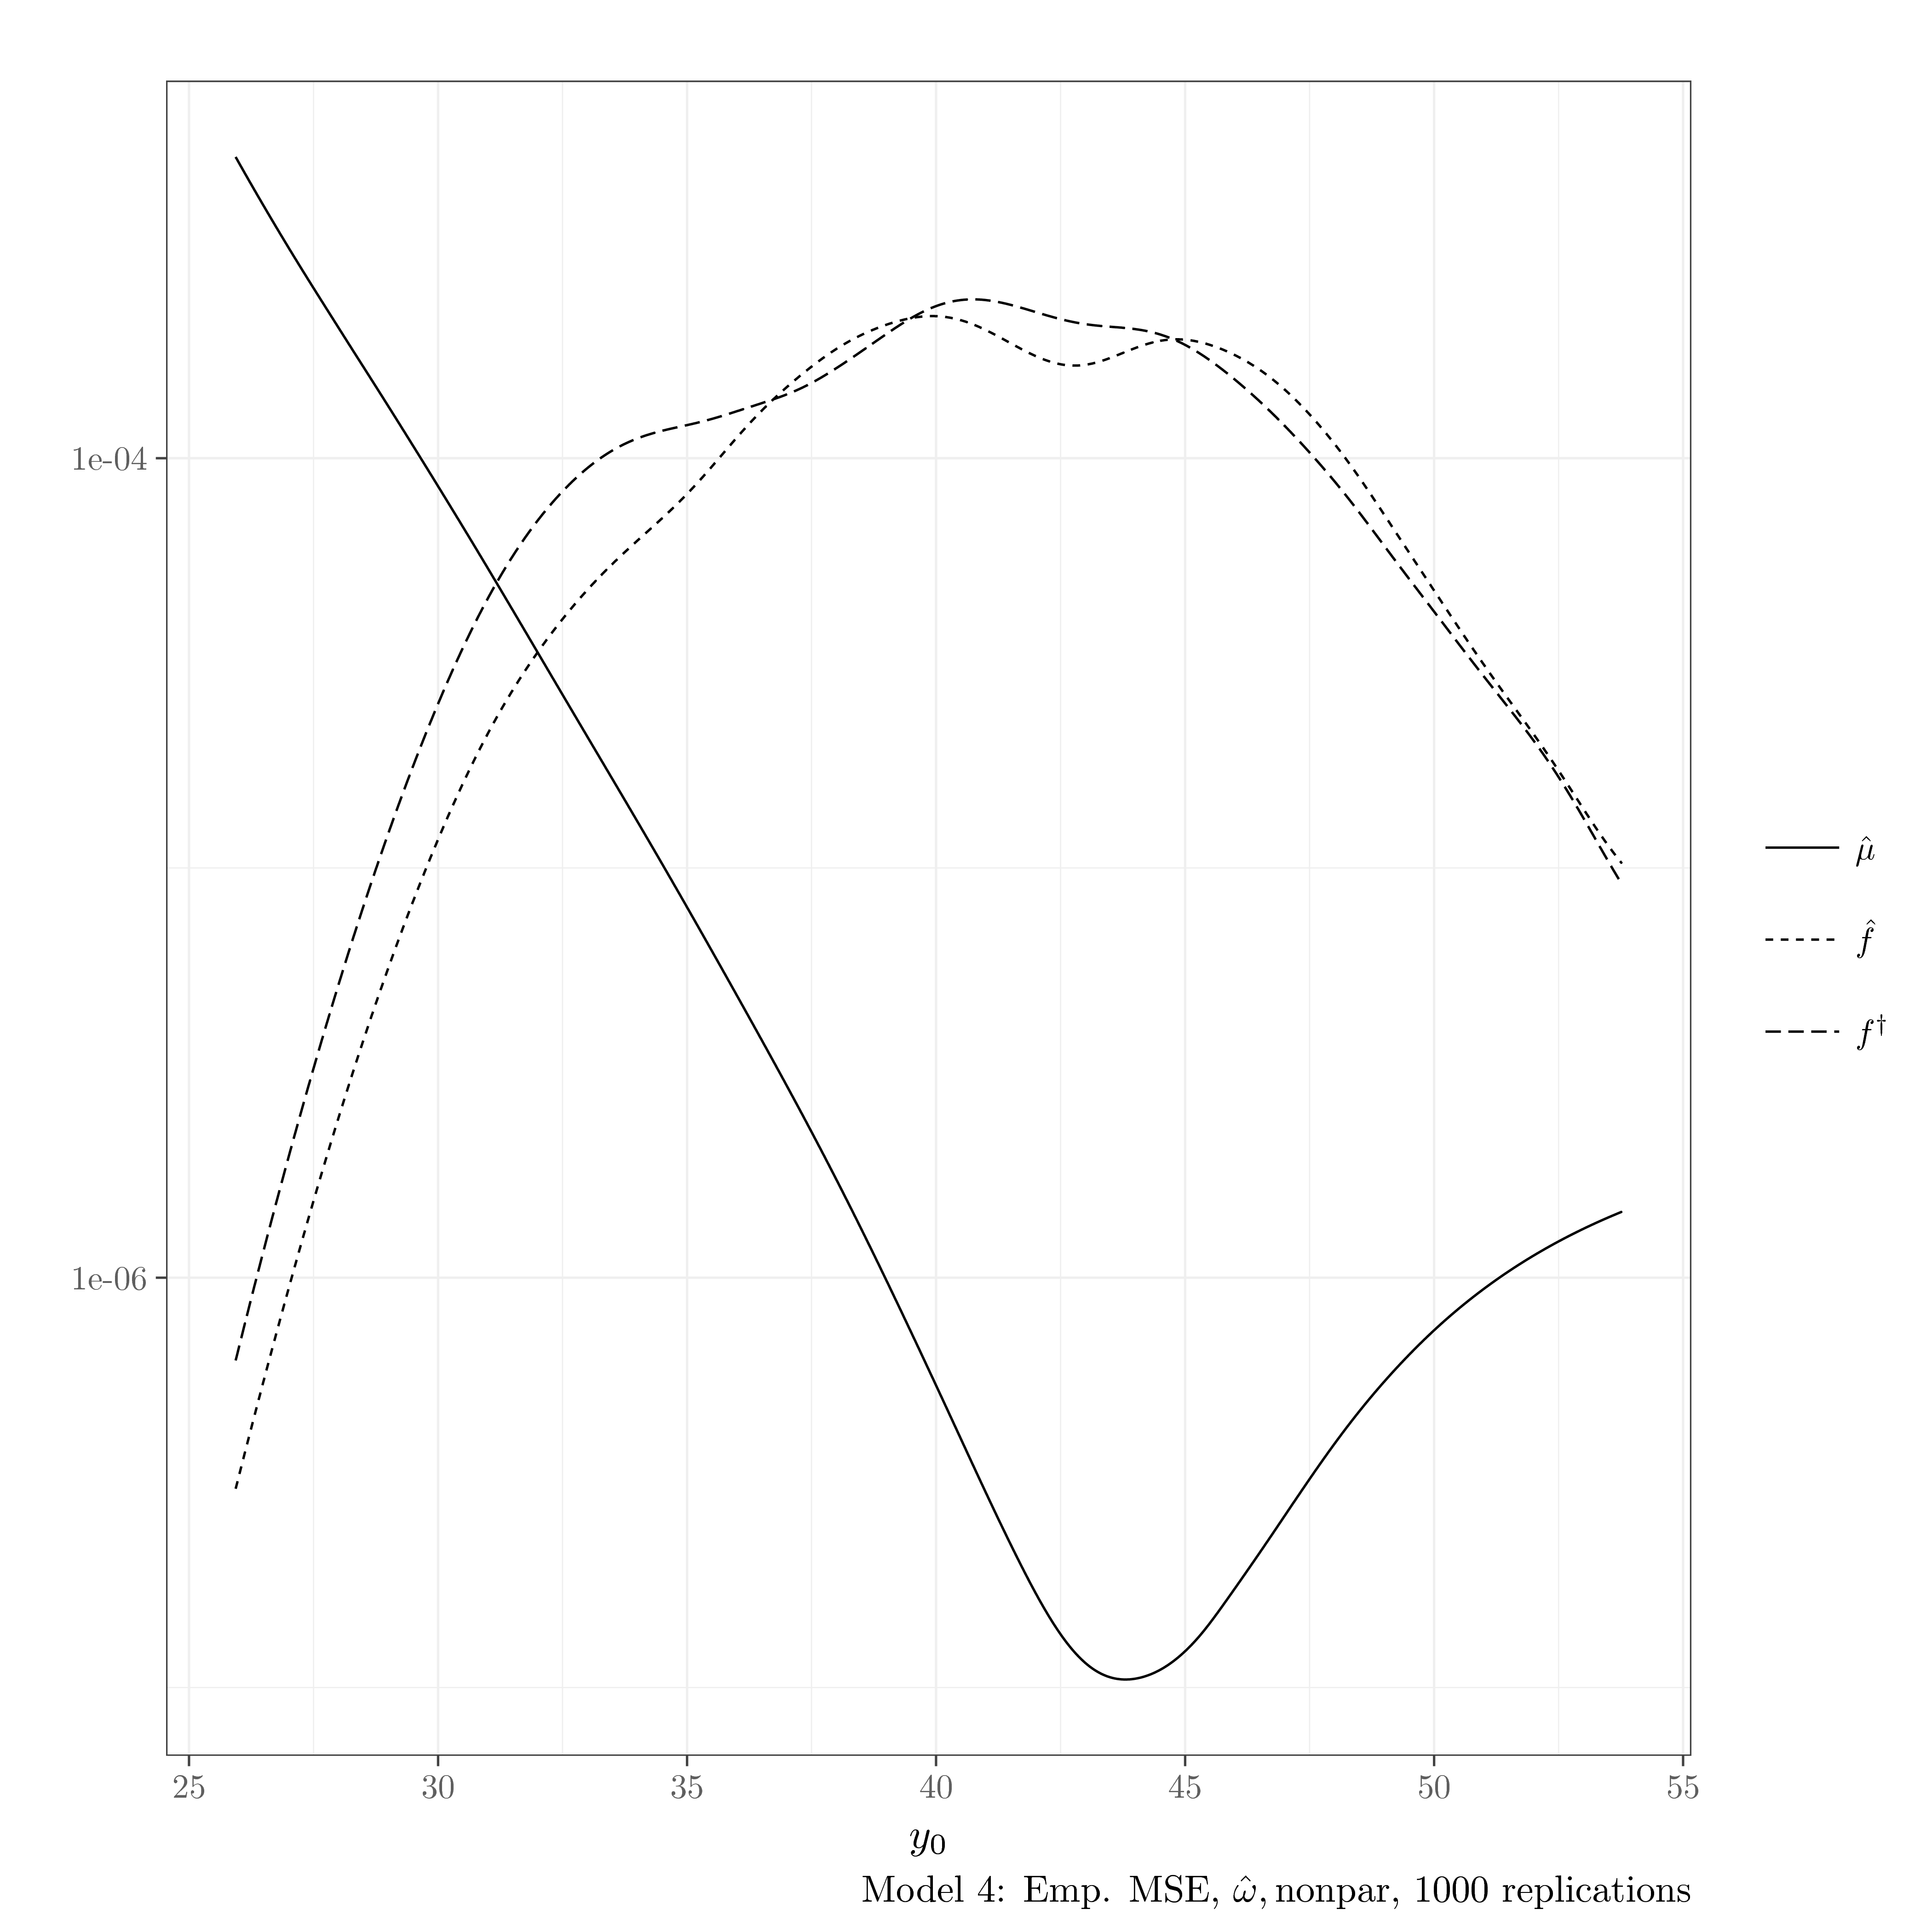 1e-04
1e-06
25 30 35 40 45 50 55
y₀
Model 4: Emp. MSE, ω̂, nonpar, 1000 replications
μ̂
f̂
f†